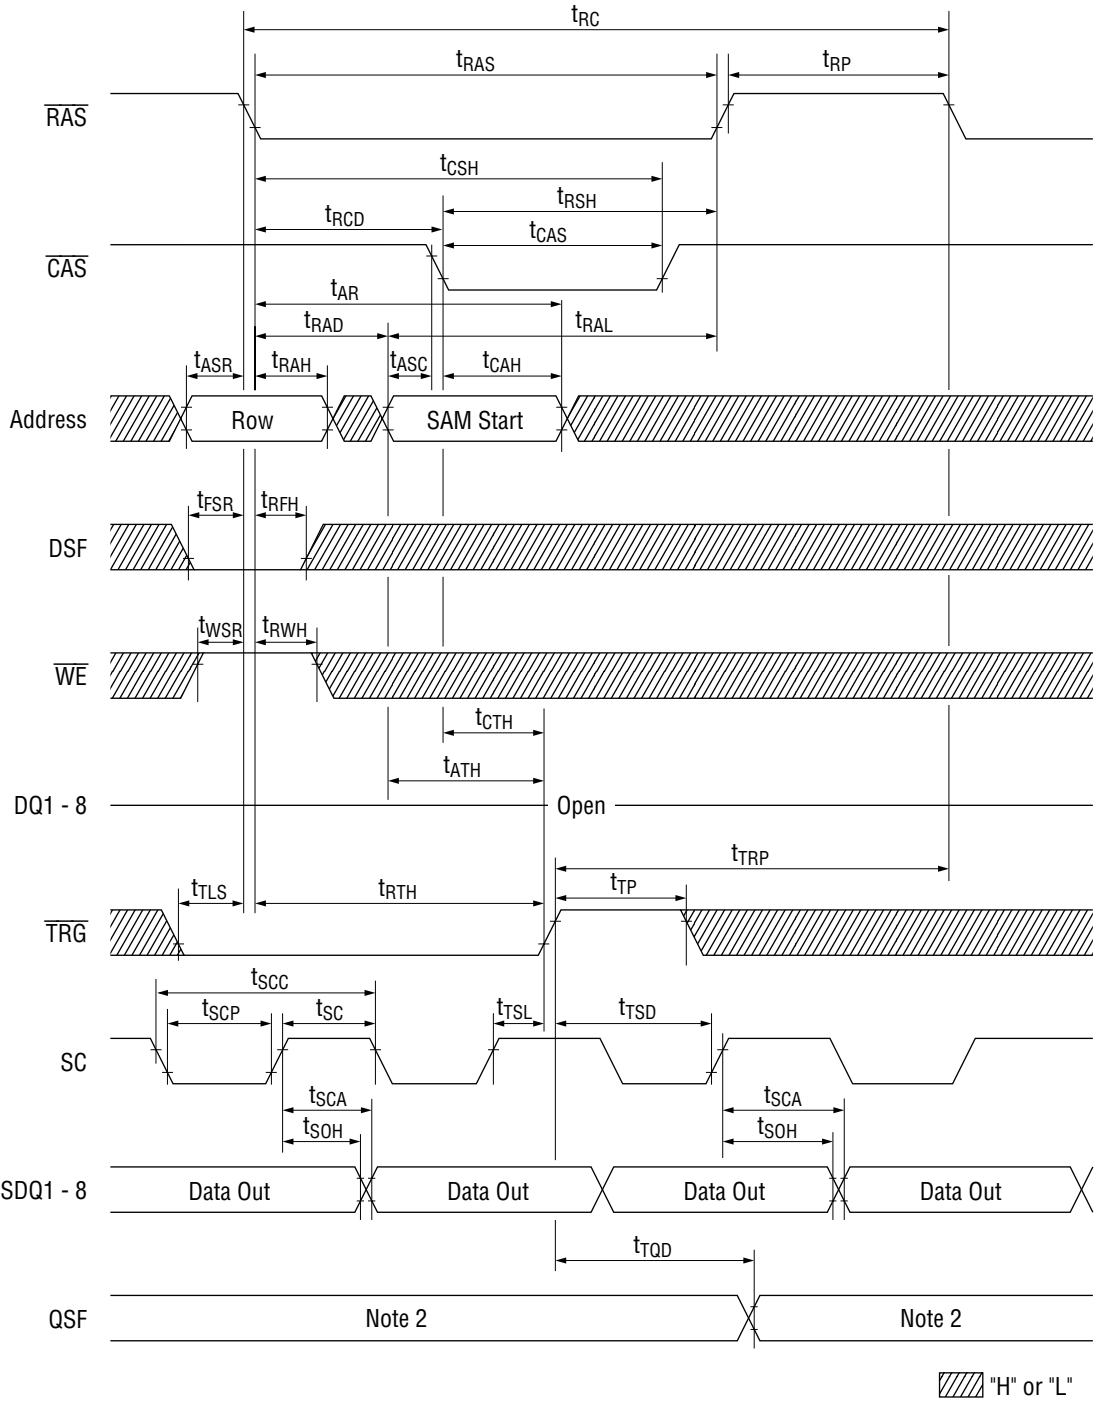 tRC
tRAS
tRP
RAS
tCSH
tRSH
tRCD
tCAS
CAS
tAR
tRAD
tRAL
tASR
tRAH
tASC
tCAH
Address
Row
SAM Start
tFSR
tRFH
DSF
tWSR
tRWH
WE
tCTH
tATH
DQ1 - 8
Open
tTRP
tTLS
tRTH
tTP
TRG
tSCC
tSCP
tSC
tTSL
tTSD
SC
tSCA
tSCA
tSOH
tSOH
SDQ1 - 8
Data Out
Data Out
Data Out
Data Out
tTQD
QSF
Note 2
Note 2
"H" or "L"